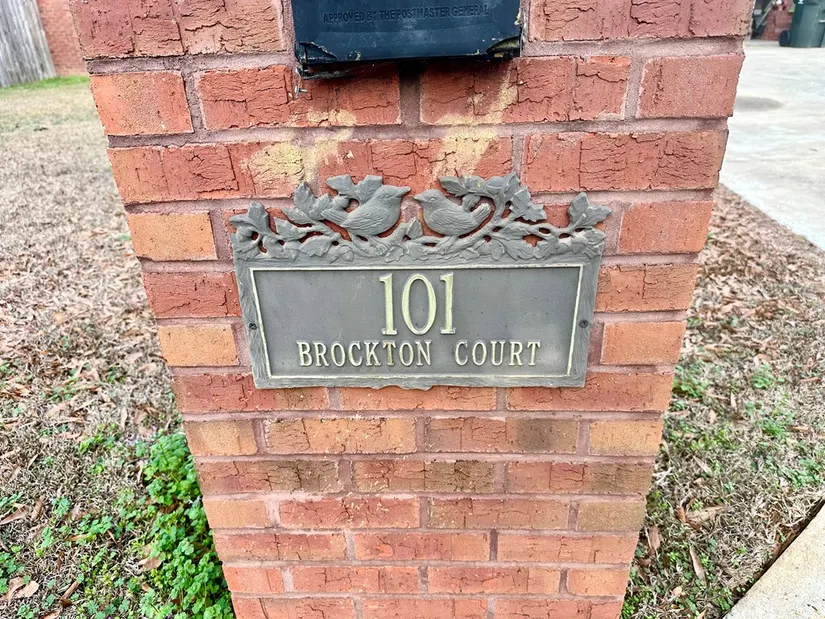 APPROVED BY THE POSTMASTER GENERAL
101
BROCKTON COURT